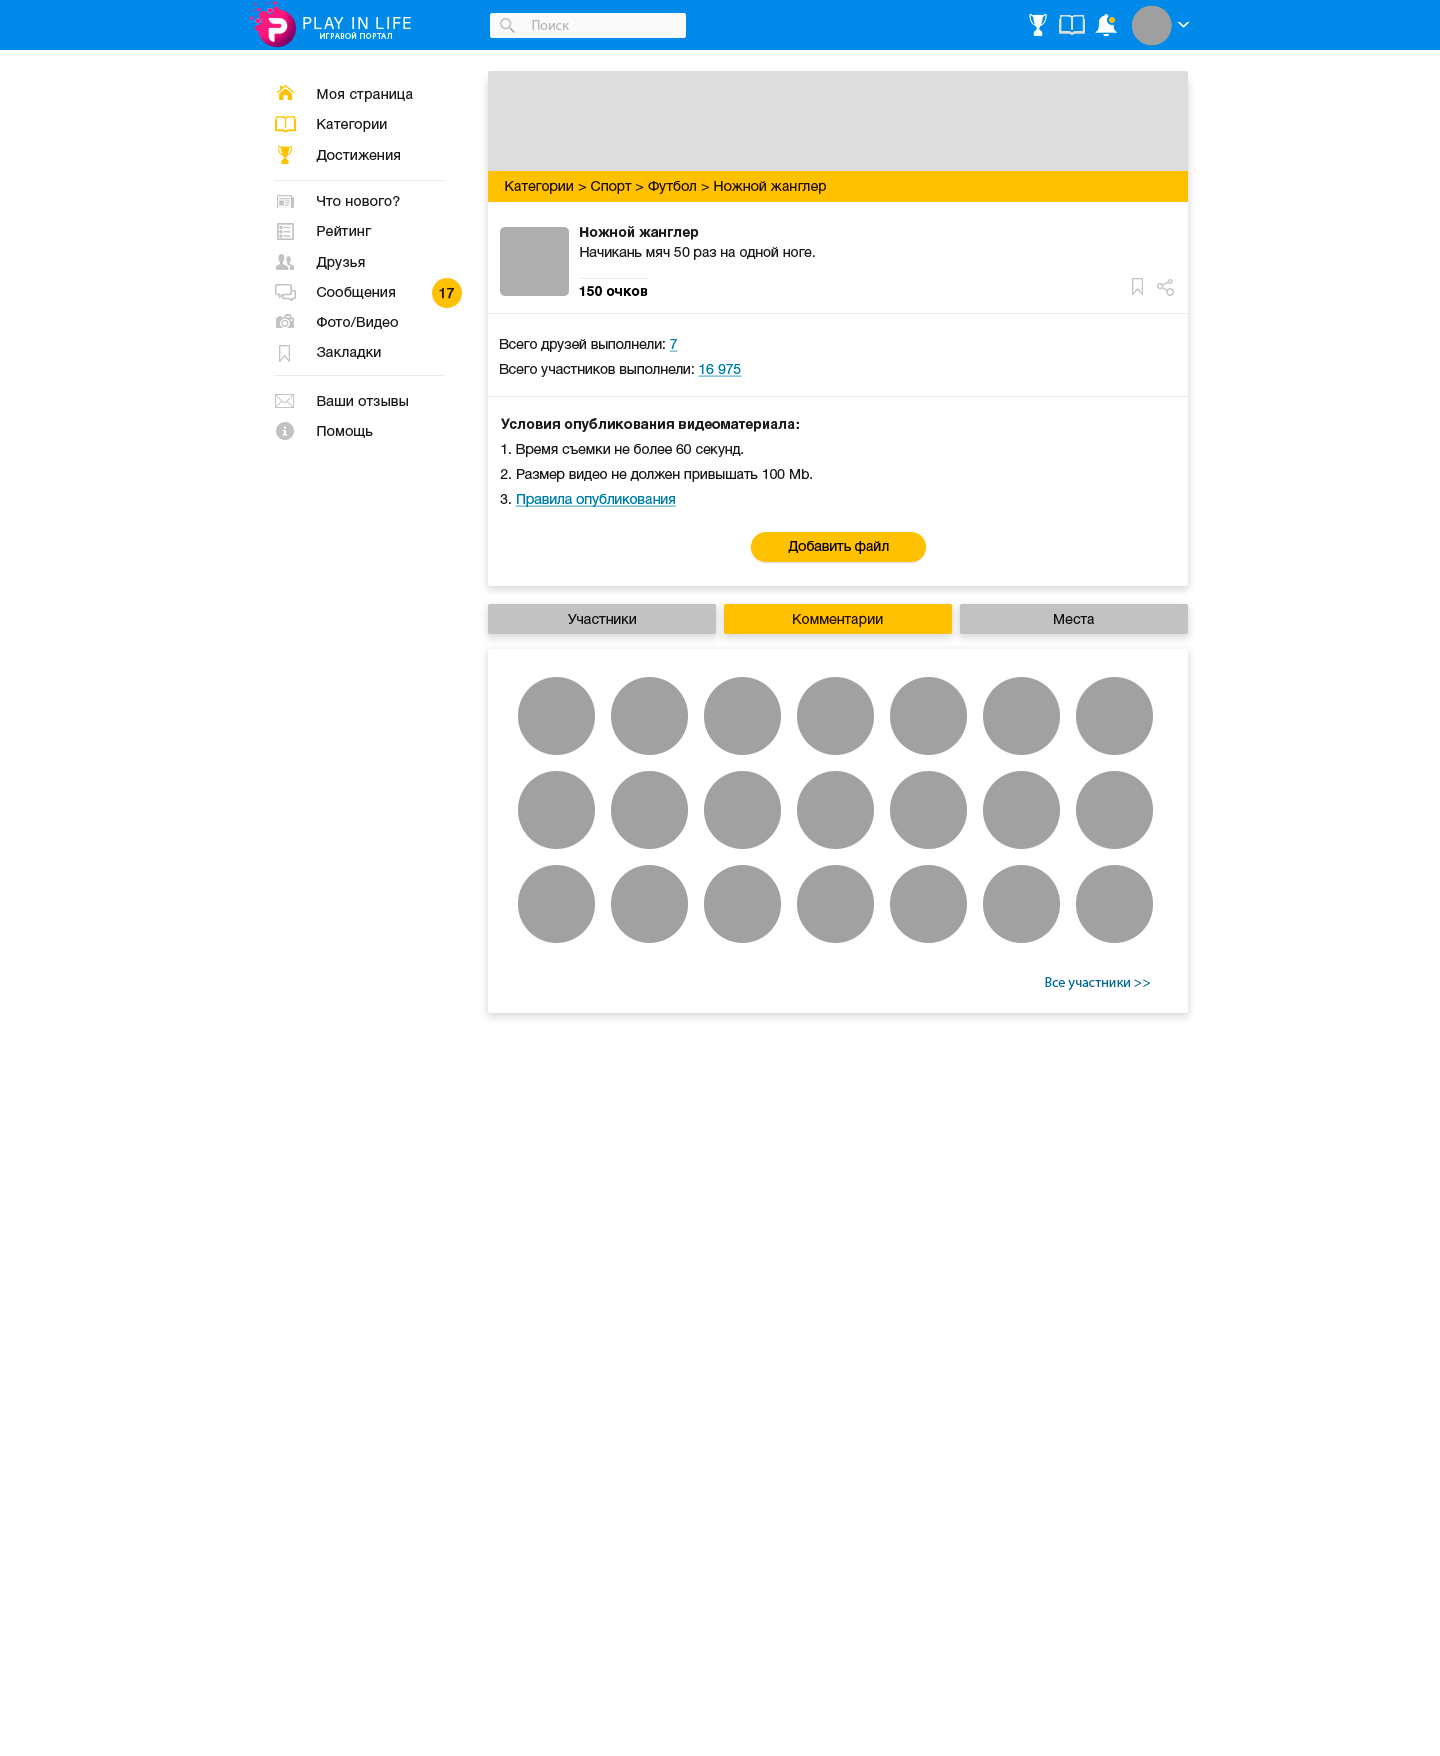 PLAY IN LIFE
ИГРАВОЙ ПОРТАЛ
Поиск
Моя страница
Категории
Достижения
Что нового?
Рейтинг
Друзья
Сообщения 17
Фото/Видео
Закладки
Ваши отзывы
Помощь
Категории > Спорт > Футбол > Ножной жанглер
Ножной жанглер
Начикань мяч 50 раз на одной ноге.
150 очков
Всего друзей выполнели: 7
Всего участников выполнели: 16 975
Условия опубликования видеоматериала:
1. Время съемки не более 60 секунд.
2. Размер видео не должен привышать 100 Mb.
3. Правила опубликования
Добавить файл
Участники Комментарии Места
Все участники >>